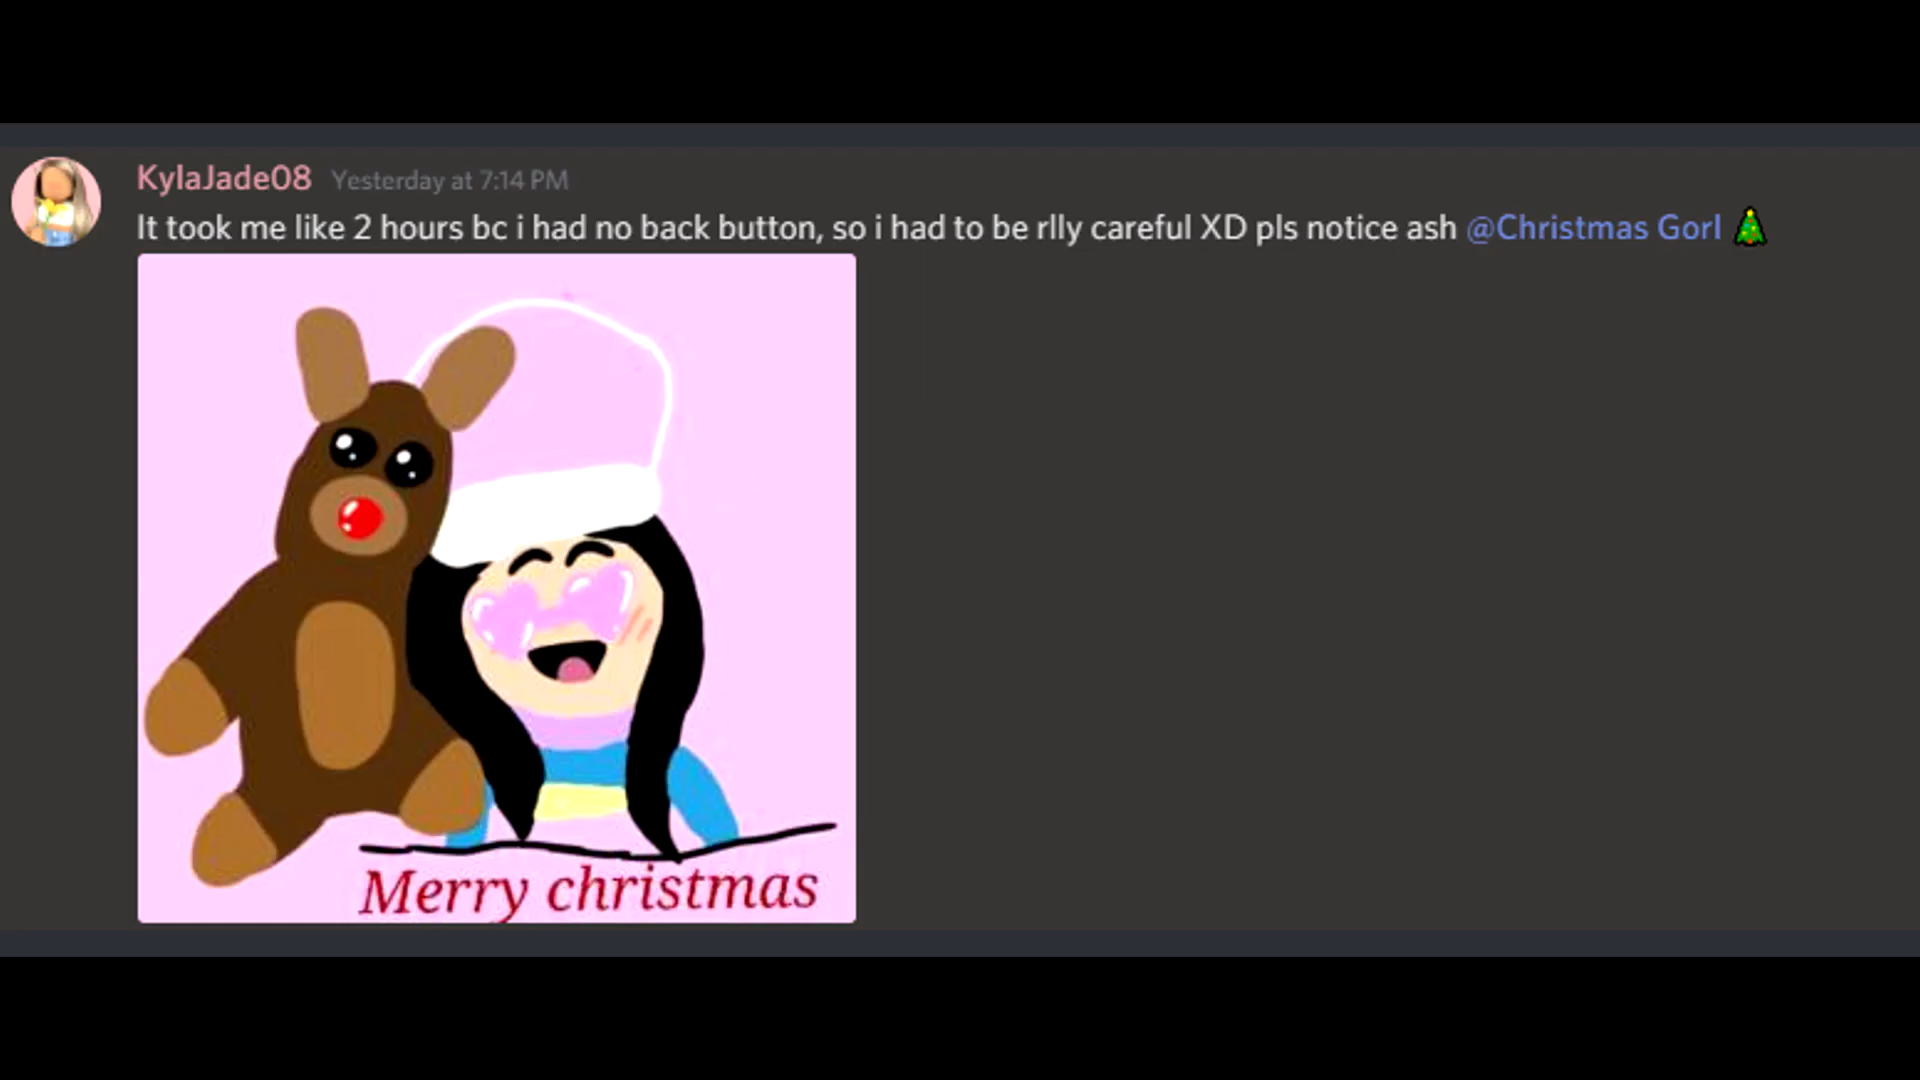 KylaJade08 Yesterday at 7:14 PM
It took me like 2 hours bc i had no back button, so i had to be rlly careful XD pls notice ash @Christmas Gorl 🎄
Merry christmas